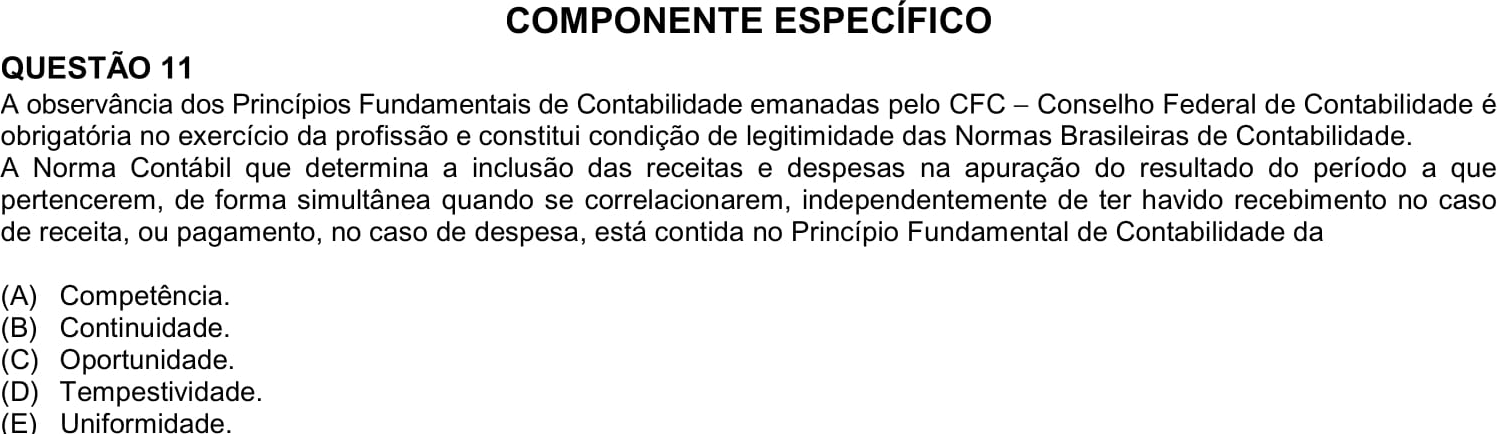 COMPONENTE ESPECÍFICO
QUESTÃO 11
A observância dos Princípios Fundamentais de Contabilidade emanadas pelo CFC – Conselho Federal de Contabilidade é
obrigatória no exercício da profissão e constitui condição de legitimidade das Normas Brasileiras de Contabilidade.
A Norma Contábil que determina a inclusão das receitas e despesas na apuração do resultado do período a que
pertencerem, de forma simultânea quando se correlacionarem, independentemente de ter havido recebimento no caso
de receita, ou pagamento, no caso de despesa, está contida no Princípio Fundamental de Contabilidade da
(A) Competência.
(B) Continuidade.
(C) Oportunidade.
(D) Tempestividade.
(E) Uniformidade.